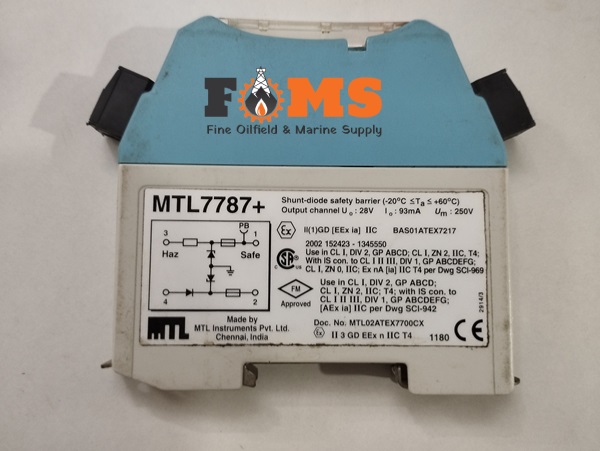 FOMS
Fine Oilfield & Marine Supply
MTL7787+
Shunt-diode safety barrier (-20°C ≤Ta ≤ +60°C)
Output channel Uo : 28V Io : 93mA Um : 250V
PB
3 1
Haz Safe
4 2
Ex II(1)GD [EEx ia] IIC BAS01ATEX7217
2002 152423 - 1345550
SA
Use in CL I, DIV 2, GP ABCD; CL I, ZN 2, IIC, T4;
With IS con. to CL I II III, DIV 1, GP ABCDEFG;
CL I, ZN 0, IIC; Ex nA [ia] IIC T4 per Dwg SCI-969
FM
Approved
Use in CL I, DIV 2, GP ABCD;
CL I, ZN 2, IIC; T4; with IS con. to
CL I II III, DIV 1, GP ABCDEFG;
[AEx ia] IIC per Dwg SCI-942
2914/3
Made by
MTL
MTL Instruments Pvt. Ltd.
Chennai, India
Doc. No. MTL02ATEX7700CX
Ex II 3 GD EEx n IIC T4 1180 CE